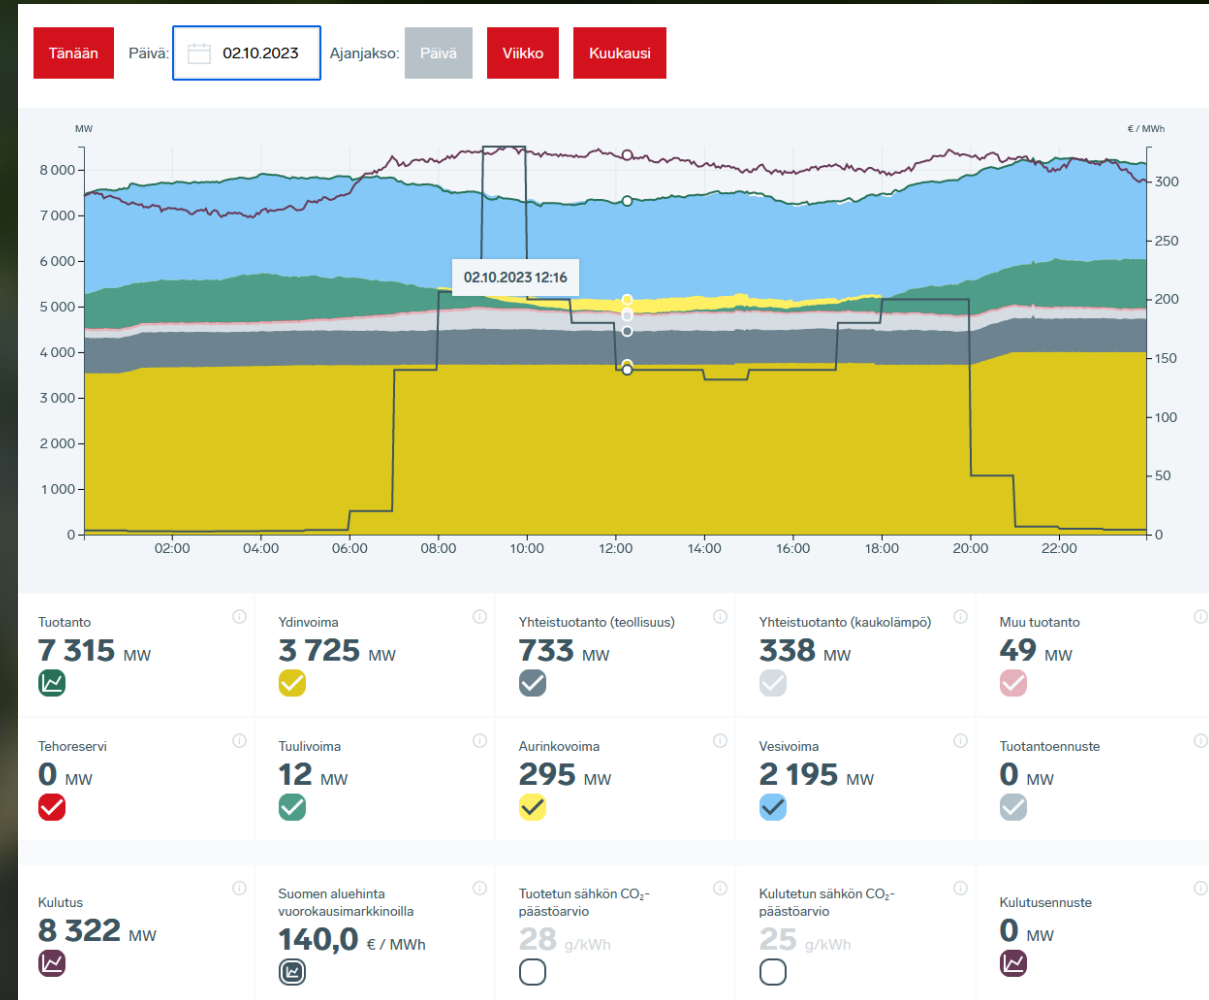 Tänään Päivä: 02.10.2023 Ajanjakso: Päivä Viikko Kuukausi
MW € / MWh
8 000
7 000
6 000
5 000
4 000
3 000
2 000
1 000
0
300
250
200
150
100
50
0
02.10.2023 12:16
02:00 04:00 06:00 08:00 10:00 12:00 14:00 16:00 18:00 20:00 22:00
Tuotanto
7 315 MW
Ydinvoima
3 725 MW
Yhteistuotanto (teollisuus)
733 MW
Yhteistuotanto (kaukolämpö)
338 MW
Muu tuotanto
49 MW
Tehoreservi
0 MW
Tuulivoima
12 MW
Aurinkovoima
295 MW
Vesivoima
2 195 MW
Tuotantoennuste
0 MW
Kulutus
8 322 MW
Suomen aluehinta
vuorokausimarkkinoilla
140,0 € / MWh
Tuotetun sähkön CO₂-
päästöarvio
28 g/kWh
Kulutetun sähkön CO₂-
päästöarvio
25 g/kWh
Kulutusennuste
0 MW